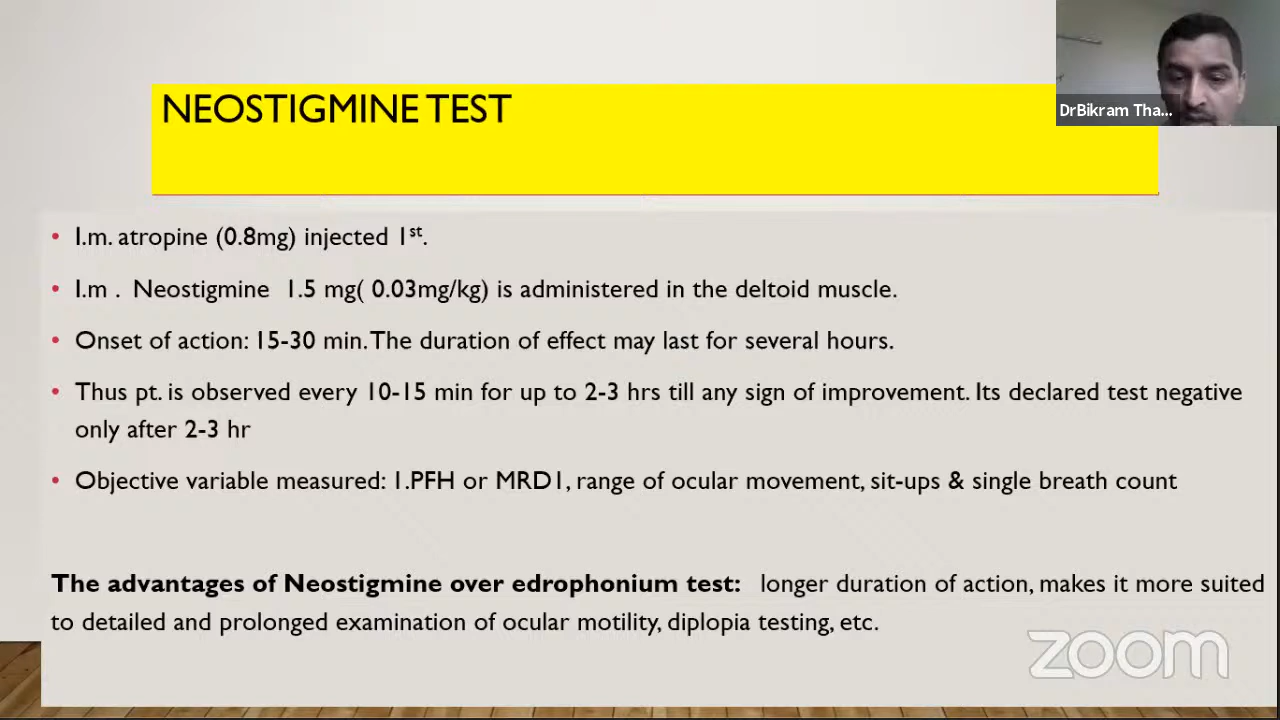 DrBikram Tha...
NEOSTIGMINE TEST
• I.m. atropine (0.8mg) injected 1st.
• I.m . Neostigmine 1.5 mg( 0.03mg/kg) is administered in the deltoid muscle.
• Onset of action: 15-30 min. The duration of effect may last for several hours.
• Thus pt. is observed every 10-15 min for up to 2-3 hrs till any sign of improvement. Its declared test negative
only after 2-3 hr
• Objective variable measured: 1.PFH or MRD1, range of ocular movement, sit-ups & single breath count
The advantages of Neostigmine over edrophonium test: longer duration of action, makes it more suited
to detailed and prolonged examination of ocular motility, diplopia testing, etc.
zoom